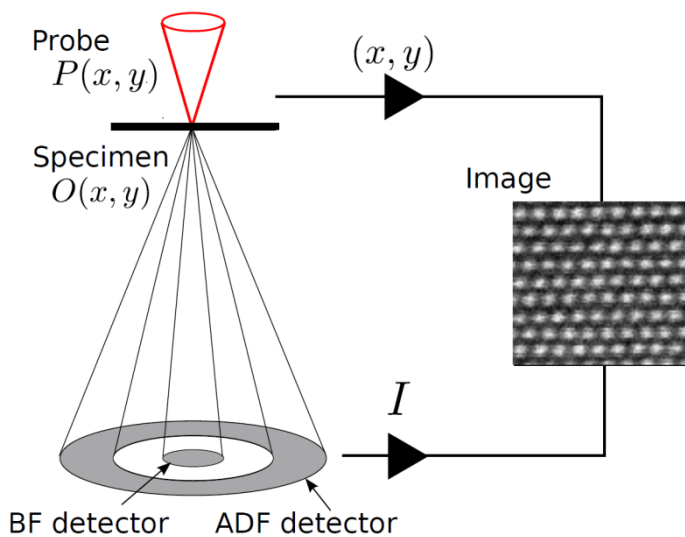 Probe
P(x, y)
(x, y)
Specimen
O(x, y)
Image
I
BF detector
ADF detector